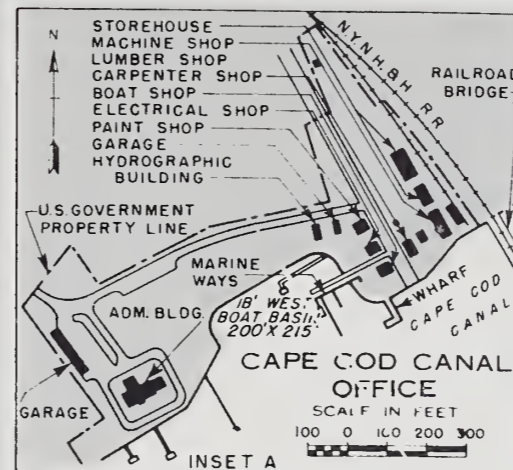 STOREHOUSE
MACHINE SHOP
LUMBER SHOP
CARPENTER SHOP
BOAT SHOP
ELECTRICAL SHOP
PAINT SHOP
GARAGE
HYDROGRAPHIC
BUILDING
N
N.Y.N.H.&H. RR
RAILROAD
BRIDGE
U.S. GOVERNMENT
PROPERTY LINE
MARINE
WAYS
ADM. BLDG.
18' WEST
BOAT BASIN
200' X 215'
WHARF
CAPE COD
CANAL
GARAGE
CAPE COD CANAL
OFFICE
SCALE IN FEET
100 0 100 200 300
INSET A